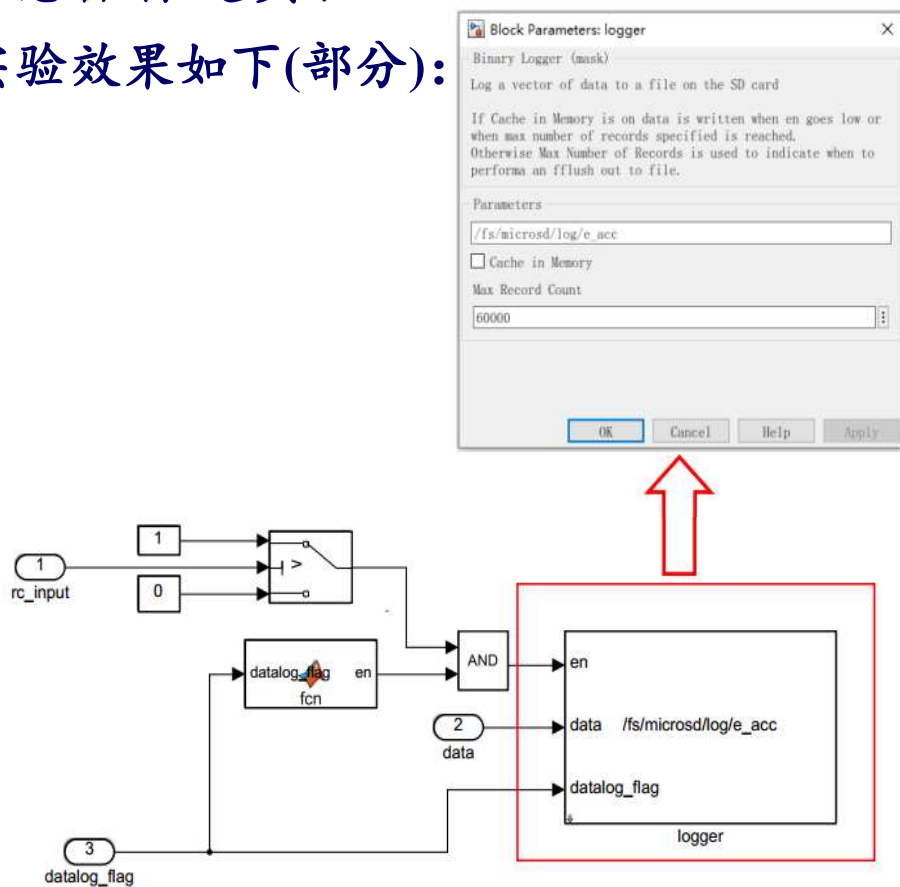 验效果如下(部分):
Block Parameters: logger
Binary Logger (mask)
Log a vector of data to a file on the SD card
If Cache in Memory is on data is written when en goes low or
when max number of records specified is reached.
Otherwise Max Number of Records is used to indicate when to
performa an fflush out to file.
Parameters
/fs/microsd/log/e_acc
Cache in Memory
Max Record Count
60000
OK Cancel Help Apply
1
1
rc_input
0
>
datalog_flag en
fcn
AND
2
data
en
data /fs/microsd/log/e_acc
datalog_flag
logger
3
datalog_flag